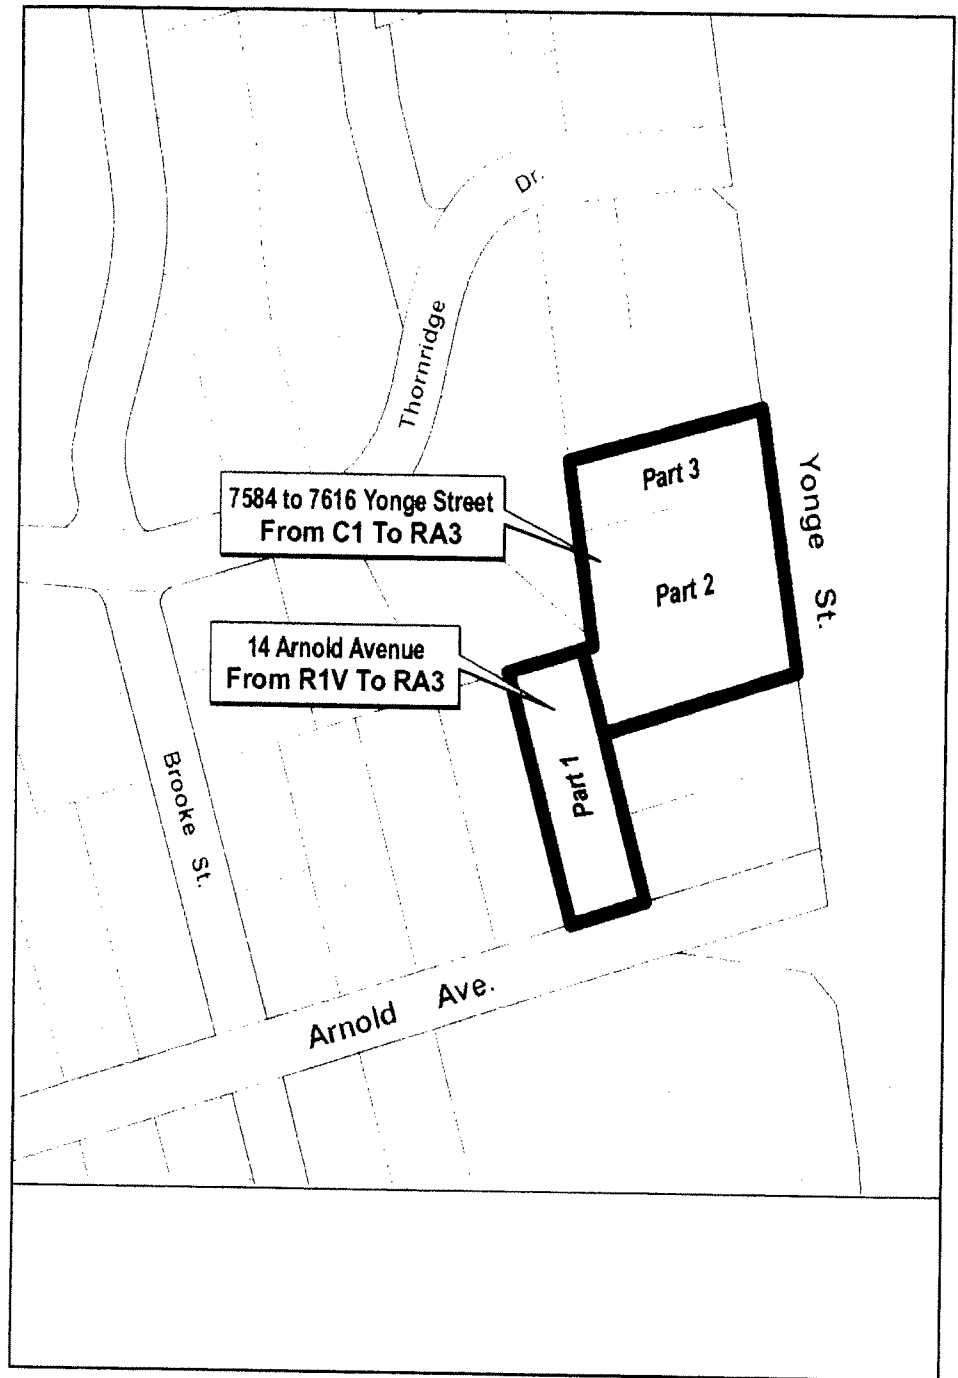 Dr.
Thornridge
Part 3
Yonge St.
7584 to 7616 Yonge Street
From C1 To RA3
Part 2
14 Arnold Avenue
From R1V To RA3
Part 1
Brooke St.
Arnold Ave.